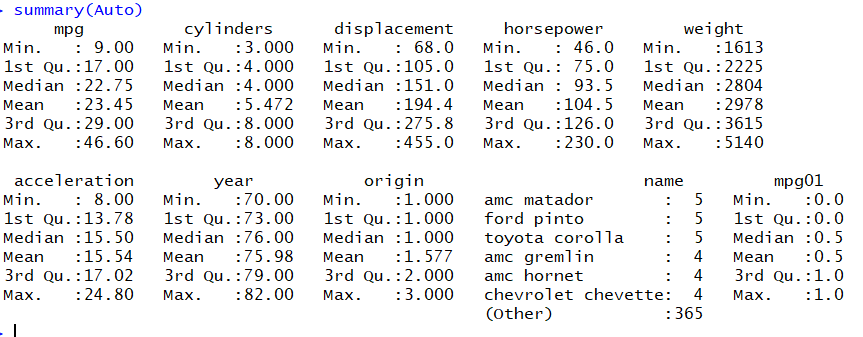 > summary(Auto)
      mpg          cylinders      displacement     horsepower        weight
Min.   : 9.00   Min.   :3.000   Min.   : 68.0   Min.   : 46.0   Min.   :1613
1st Qu.:17.00   1st Qu.:4.000   1st Qu.:105.0   1st Qu.: 75.0   1st Qu.:2225
Median :22.75   Median :4.000   Median :151.0   Median : 93.5   Median :2804
Mean   :23.45   Mean   :5.472   Mean   :194.4   Mean   :104.5   Mean   :2978
3rd Qu.:29.00   3rd Qu.:8.000   3rd Qu.:275.8   3rd Qu.:126.0   3rd Qu.:3615
Max.   :46.60   Max.   :8.000   Max.   :455.0   Max.   :230.0   Max.   :5140
 acceleration        year           origin                      name         mpg01
Min.   : 8.00   Min.   :70.00   Min.   :1.000   amc matador       :  5   Min.   :0.0
1st Qu.:13.78   1st Qu.:73.00   1st Qu.:1.000   ford pinto        :  5   1st Qu.:0.0
Median :15.50   Median :76.00   Median :1.000   toyota corolla    :  5   Median :0.5
Mean   :15.54   Mean   :75.98   Mean   :1.577   amc gremlin       :  4   Mean   :0.5
3rd Qu.:17.02   3rd Qu.:79.00   3rd Qu.:2.000   amc hornet        :  4   3rd Qu.:1.0
Max.   :24.80   Max.   :82.00   Max.   :3.000   chevrolet chevette:  4   Max.   :1.0
                                                (Other)           :365
>